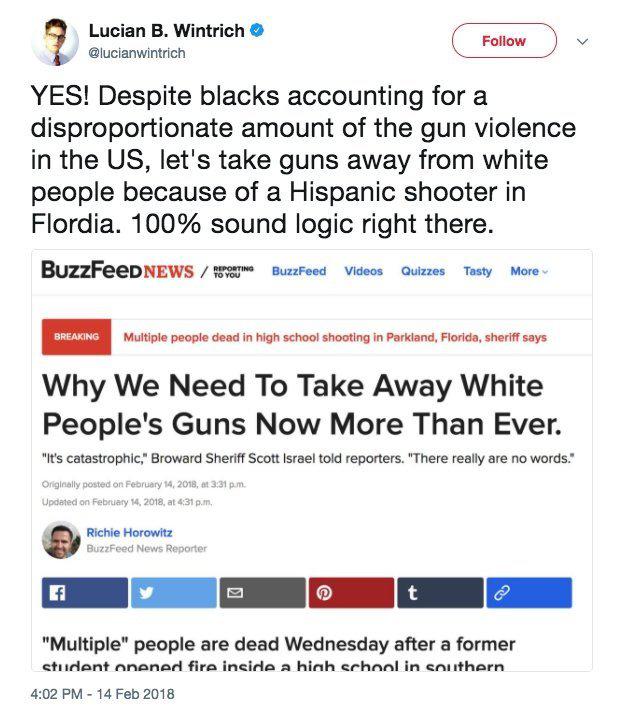 Lucian B. Wintrich
@lucianwintrich
Follow
YES! Despite blacks accounting for a
disproportionate amount of the gun violence
in the US, let's take guns away from white
people because of a Hispanic shooter in
Flordia. 100% sound logic right there.
BUZZFEEDNEWS / REPORTING TO YOU BuzzFeed Videos Quizzes Tasty More
BREAKING Multiple people dead in high school shooting in Parkland, Florida, sheriff says
Why We Need To Take Away White
People's Guns Now More Than Ever.
"It's catastrophic," Broward Sheriff Scott Israel told reporters. "There really are no words."
Originally posted on February 14, 2018, at 3:31 p.m.
Updated on February 14, 2018, at 4:31 p.m.
Richie Horowitz
BuzzFeed News Reporter
"Multiple" people are dead Wednesday after a former
student opened fire inside a high school in southern
4:02 PM - 14 Feb 2018